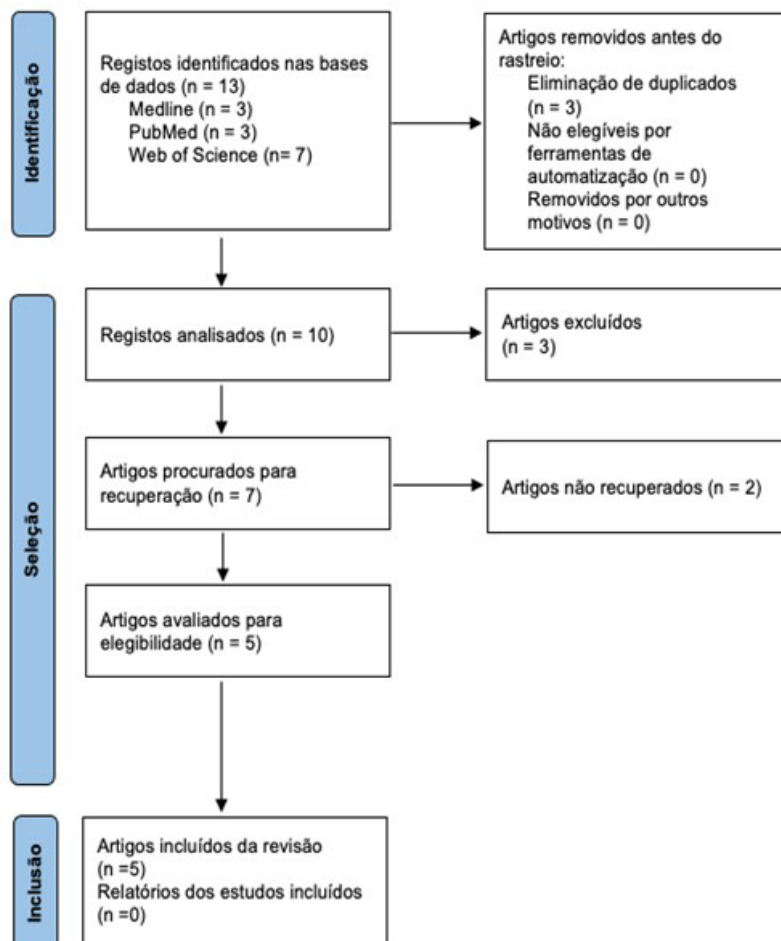 Identificação
Registos identificados nas bases
de dados (n = 13)
Medline (n = 3)
PubMed (n = 3)
Web of Science (n= 7)
Artigos removidos antes do
rastreio:
Eliminação de duplicados
(n = 3)
Não elegíveis por
ferramentas de
automatização (n = 0)
Removidos por outros
motivos (n = 0)
Seleção
Registos analisados (n = 10)
Artigos excluídos
(n = 3)
Artigos procurados para
recuperação (n = 7)
Artigos não recuperados (n = 2)
Artigos avaliados para
elegibilidade (n = 5)
Inclusão
Artigos incluídos da revisão
(n =5)
Relatórios dos estudos incluídos
(n =0)